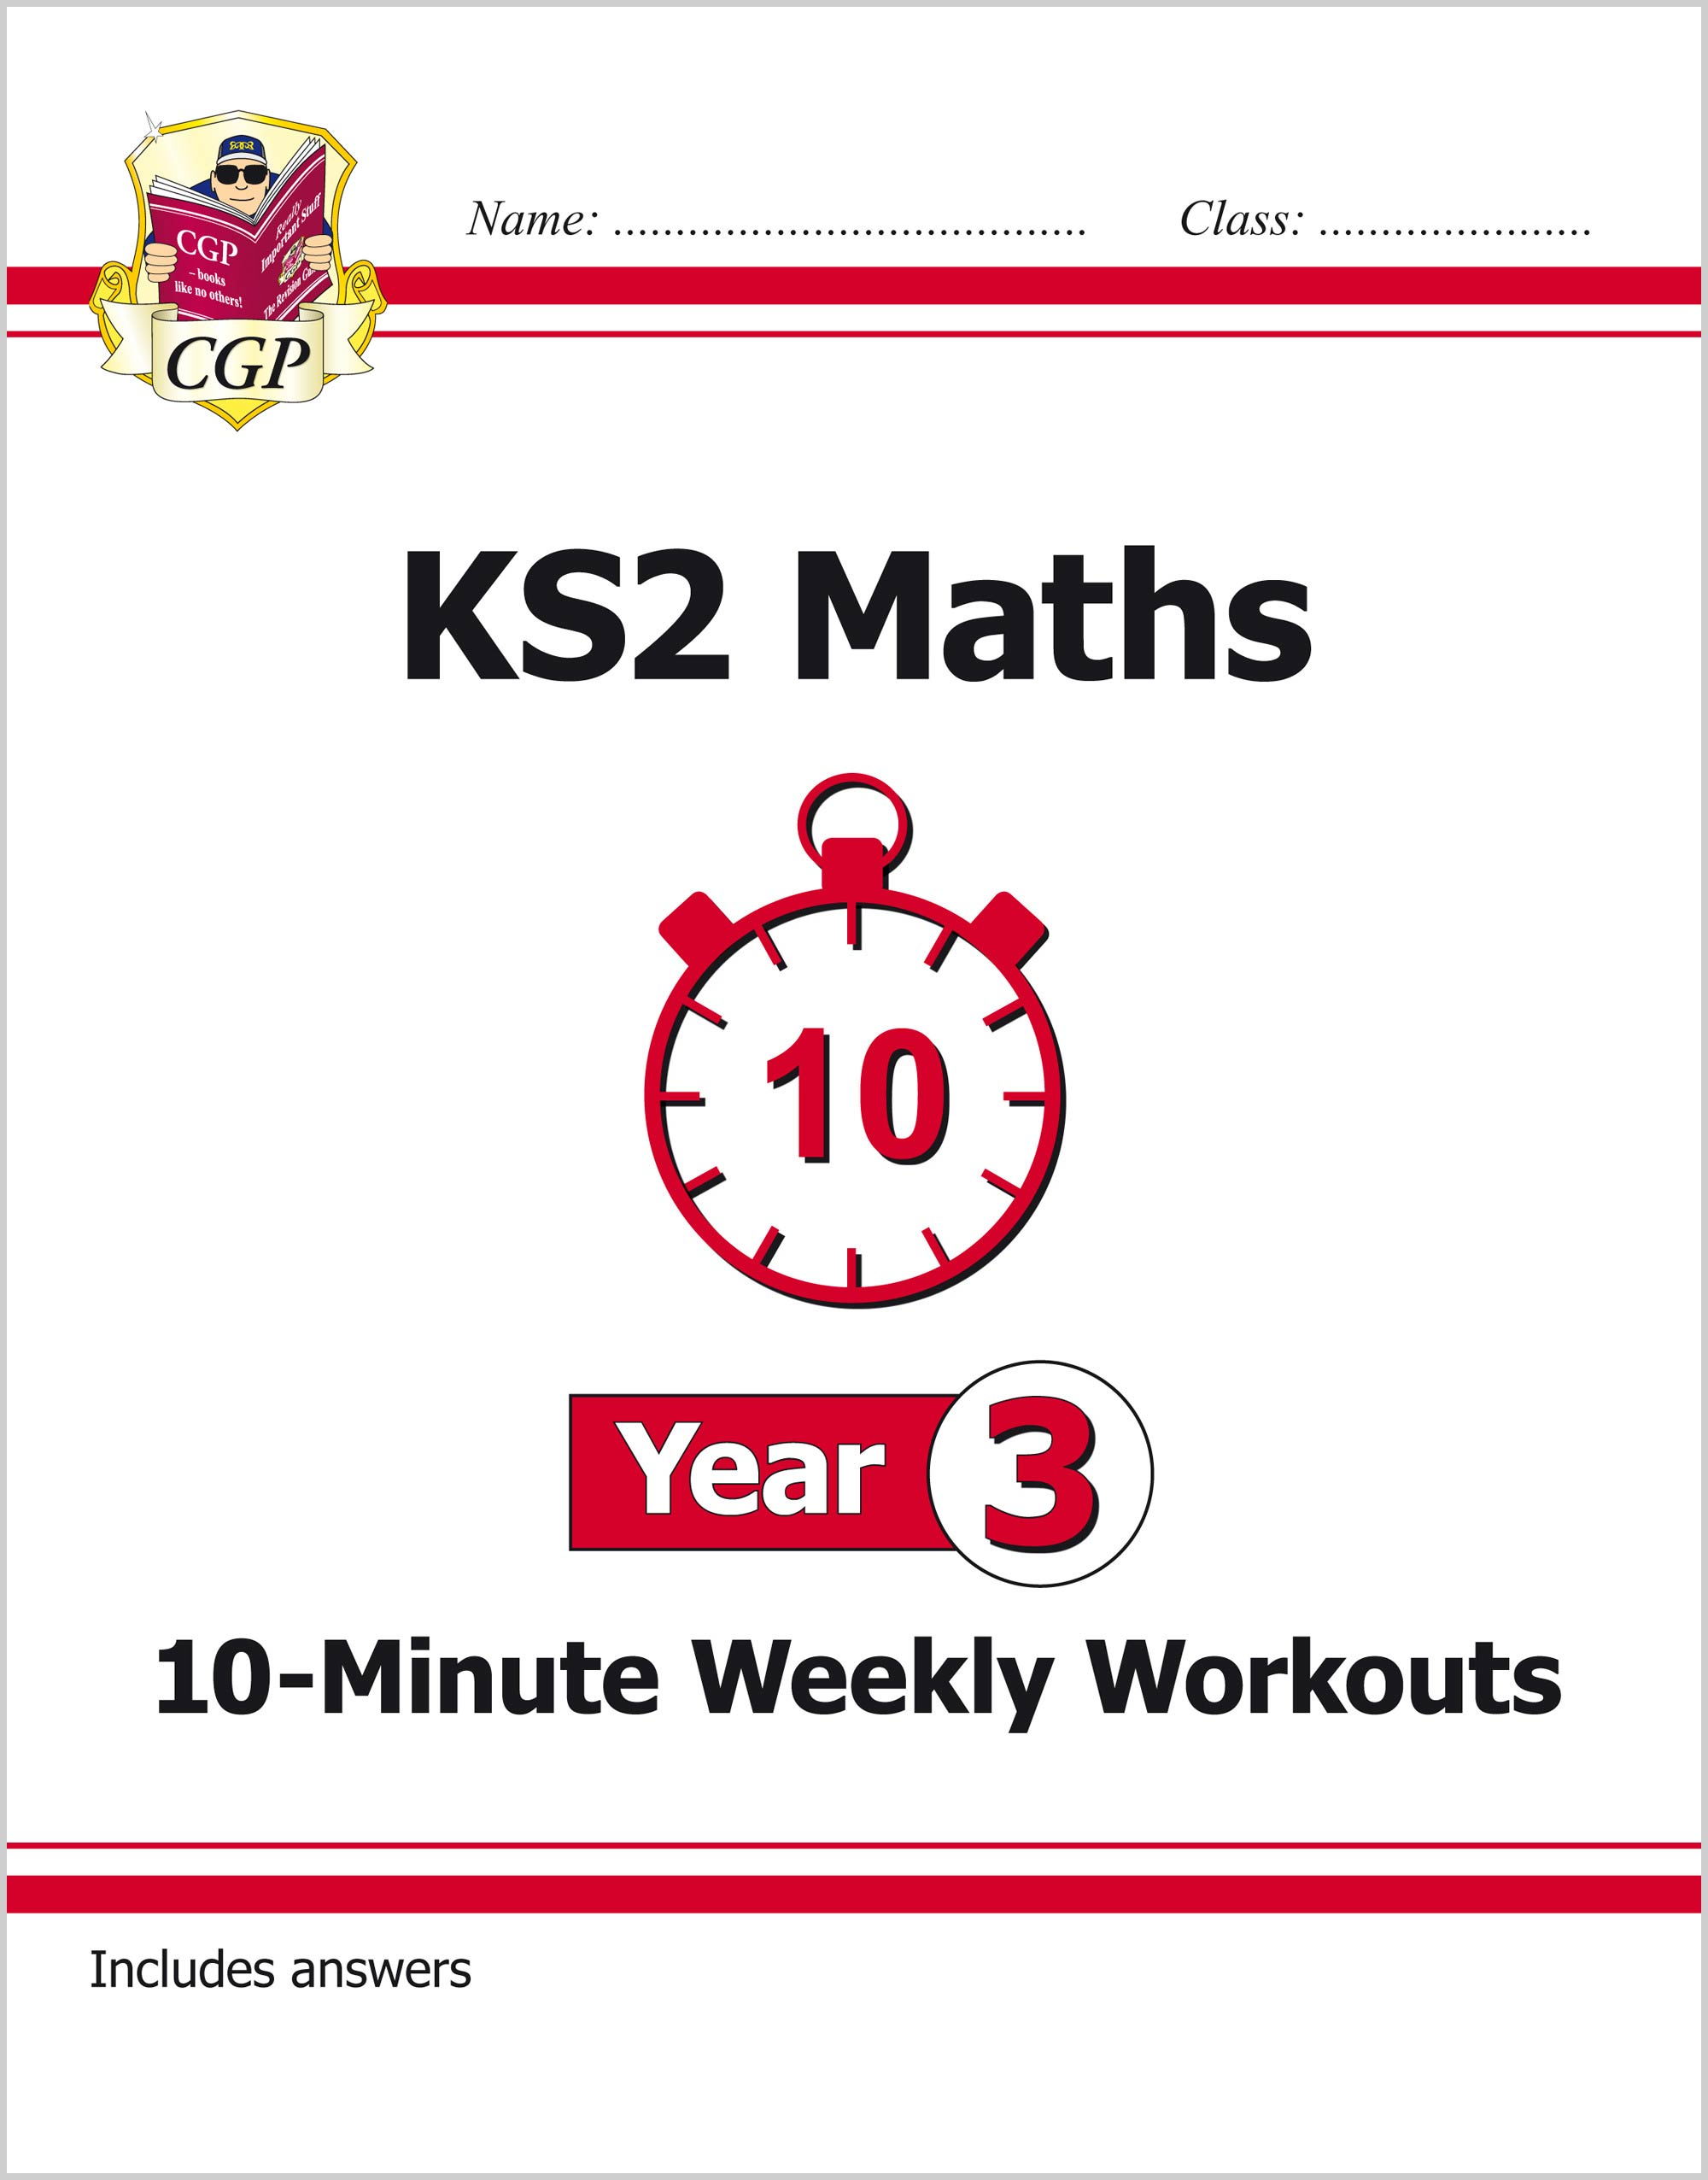 Name: ...................................... Class: ......................
CGP
– books
like no others!
Really
Important Stuff
The Revision Guide
CGP
KS2 Maths
10
Year 3
10-Minute Weekly Workouts
Includes answers